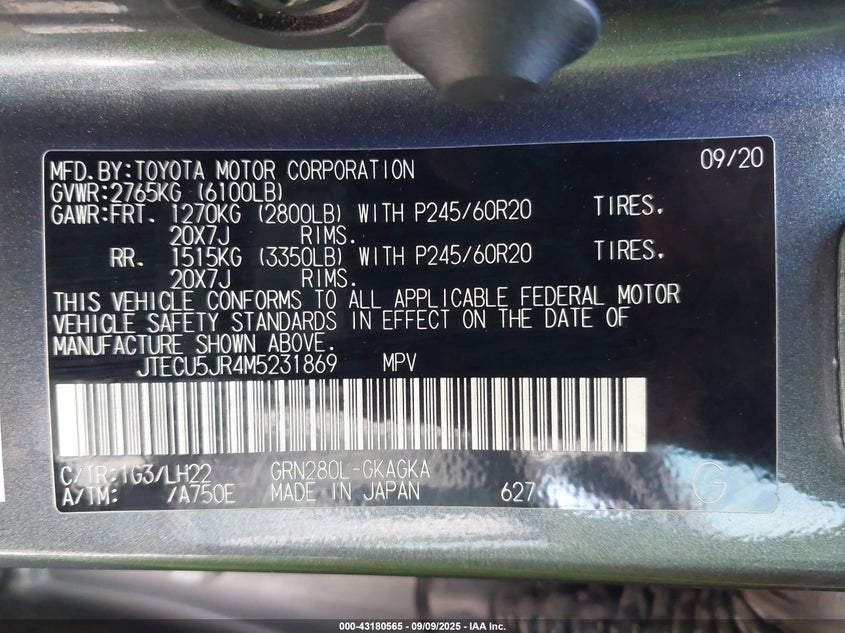 MFD.BY:TOYOTA MOTOR CORPORATION 09/20
GVWR:2765KG (6100LB)
GAWR:FRT. 1270KG (2800LB) WITH P245/60R20 TIRES.
20X7J RIMS.
RR. 1515KG (3350LB) WITH P245/60R20 TIRES.
20X7J RIMS.
THIS VEHICLE CONFORMS TO ALL APPLICABLE FEDERAL MOTOR
VEHICLE SAFETY STANDARDS IN EFFECT ON THE DATE OF
MANUFACTURE SHOWN ABOVE.
JTECU5JR4M5231869 MPV
C/TR:1G3/LH22 GRN280L-GKAGKA
A/TM: /A750E MADE IN JAPAN 627 G
000-43180565 - 09/09/2025 - IAA Inc.